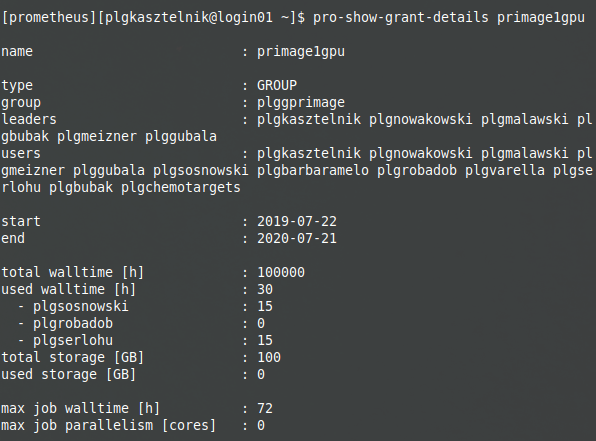 [prometheus][plgkasztelnik@login01 ~]$ pro-show-grant-details primage1gpu
name : primage1gpu
type : GROUP
group : plggprimage
leaders : plgkasztelnik plgnowakowski plgmalawski pl
gbubak plgmeizner plggubala
users : plgkasztelnik plgnowakowski plgmalawski pl
gmeizner plggubala plgsosnowski plgbarbaramelo plgrobadob plgvarella plgse
rlohu plgbubak plgchemotargets
start : 2019-07-22
end : 2020-07-21
total walltime [h] : 100000
used walltime [h] : 30
- plgsosnowski : 15
- plgrobadob : 0
- plgserlohu : 15
total storage [GB] : 100
used storage [GB] : 0
max job walltime [h] : 72
max job parallelism [cores] : 0